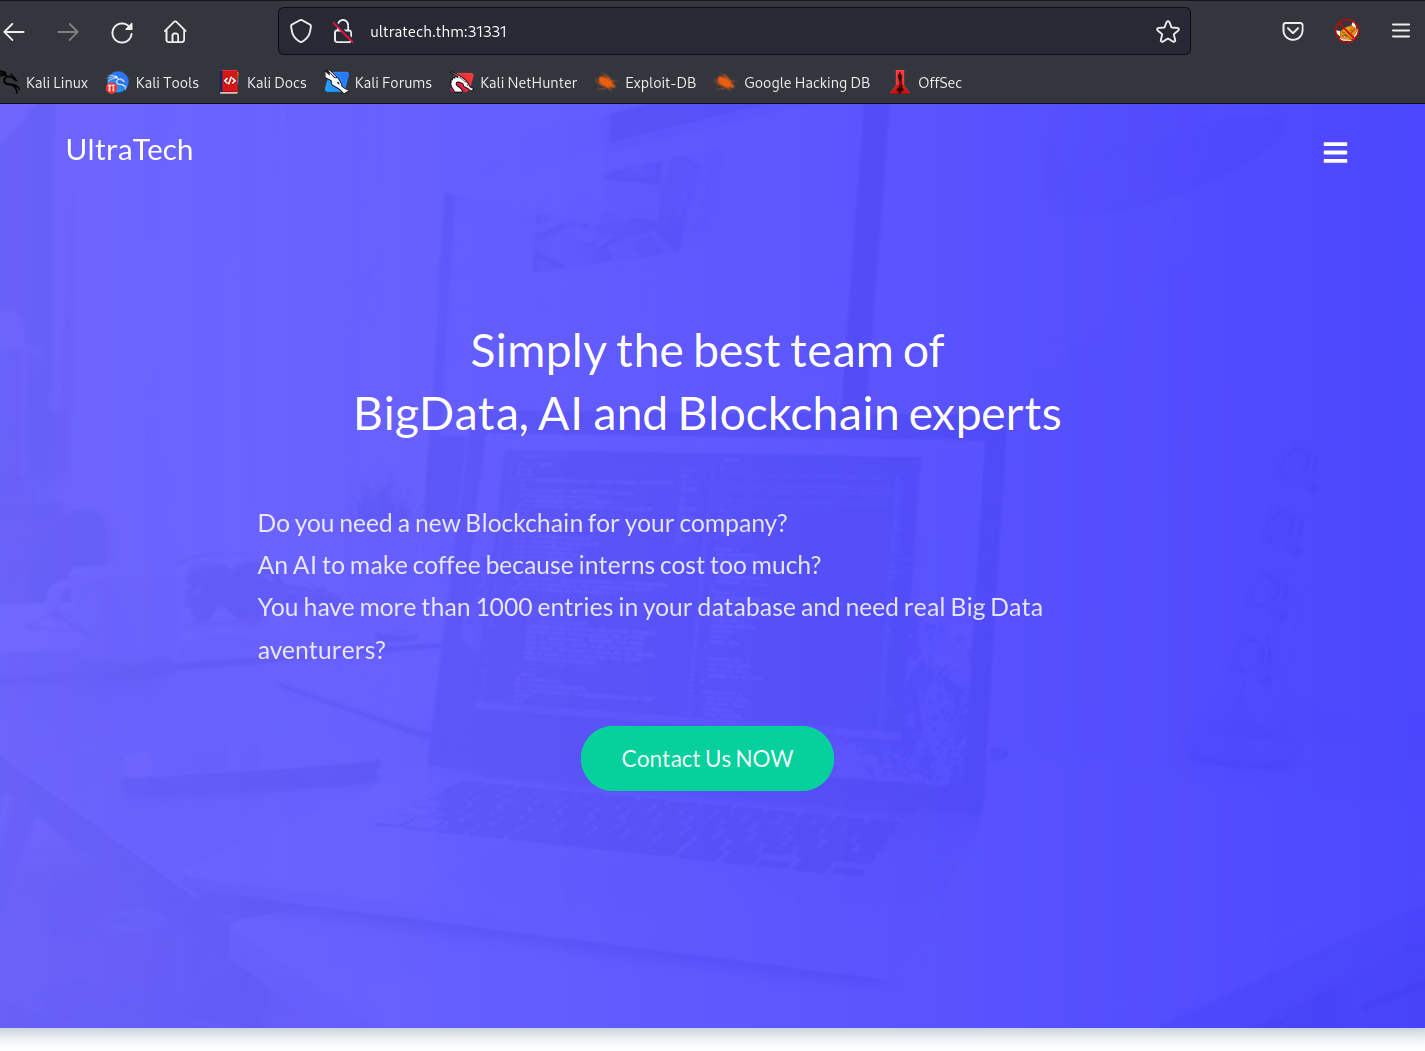 ultratech.thm:31331
Kali Linux Kali Tools Kali Docs Kali Forums Kali NetHunter Exploit-DB Google Hacking DB OffSec
UltraTech
Simply the best team of
BigData, AI and Blockchain experts
Do you need a new Blockchain for your company?
An AI to make coffee because interns cost too much?
You have more than 1000 entries in your database and need real Big Data
aventurers?
Contact Us NOW